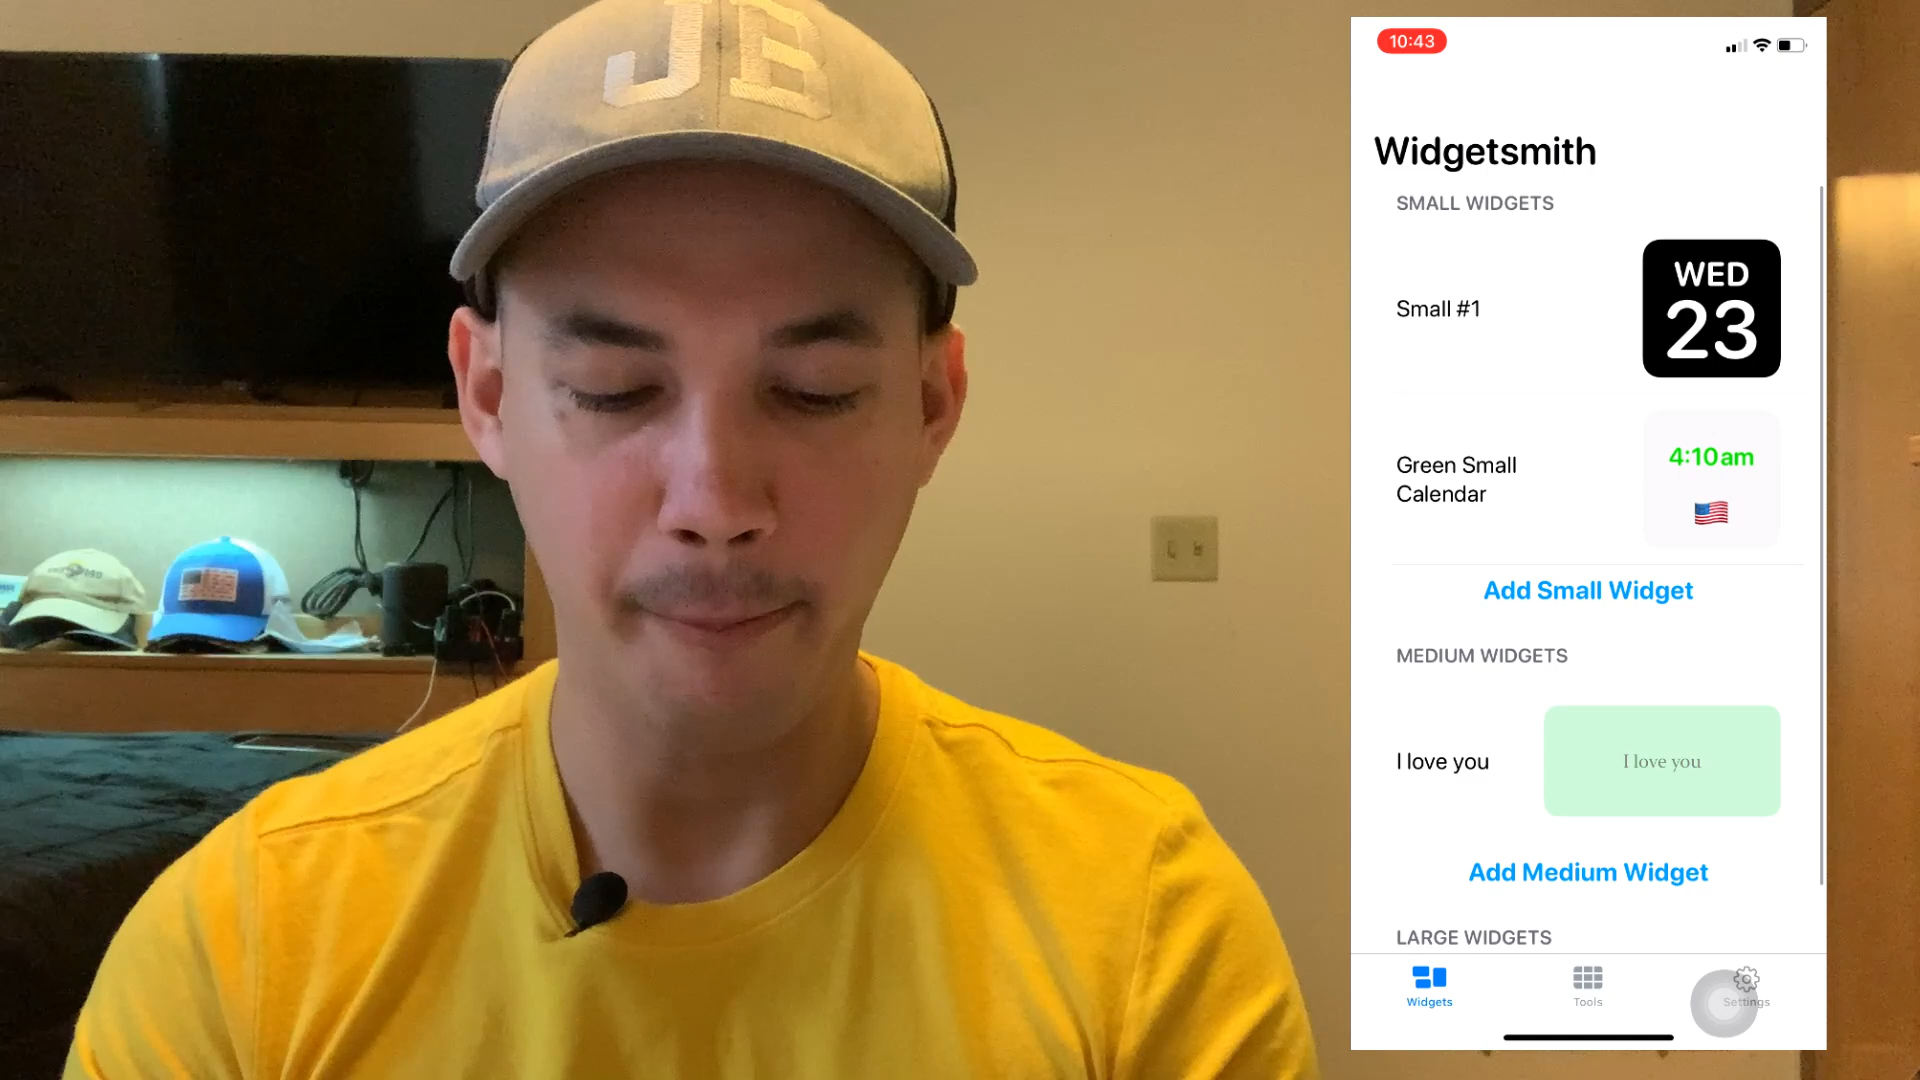 JB
10:43
Widgetsmith
SMALL WIDGETS
Small #1
WED
23
Green Small
Calendar
4:10am
Add Small Widget
MEDIUM WIDGETS
I love you
I love you
Add Medium Widget
LARGE WIDGETS
Widgets
Tools
Settings